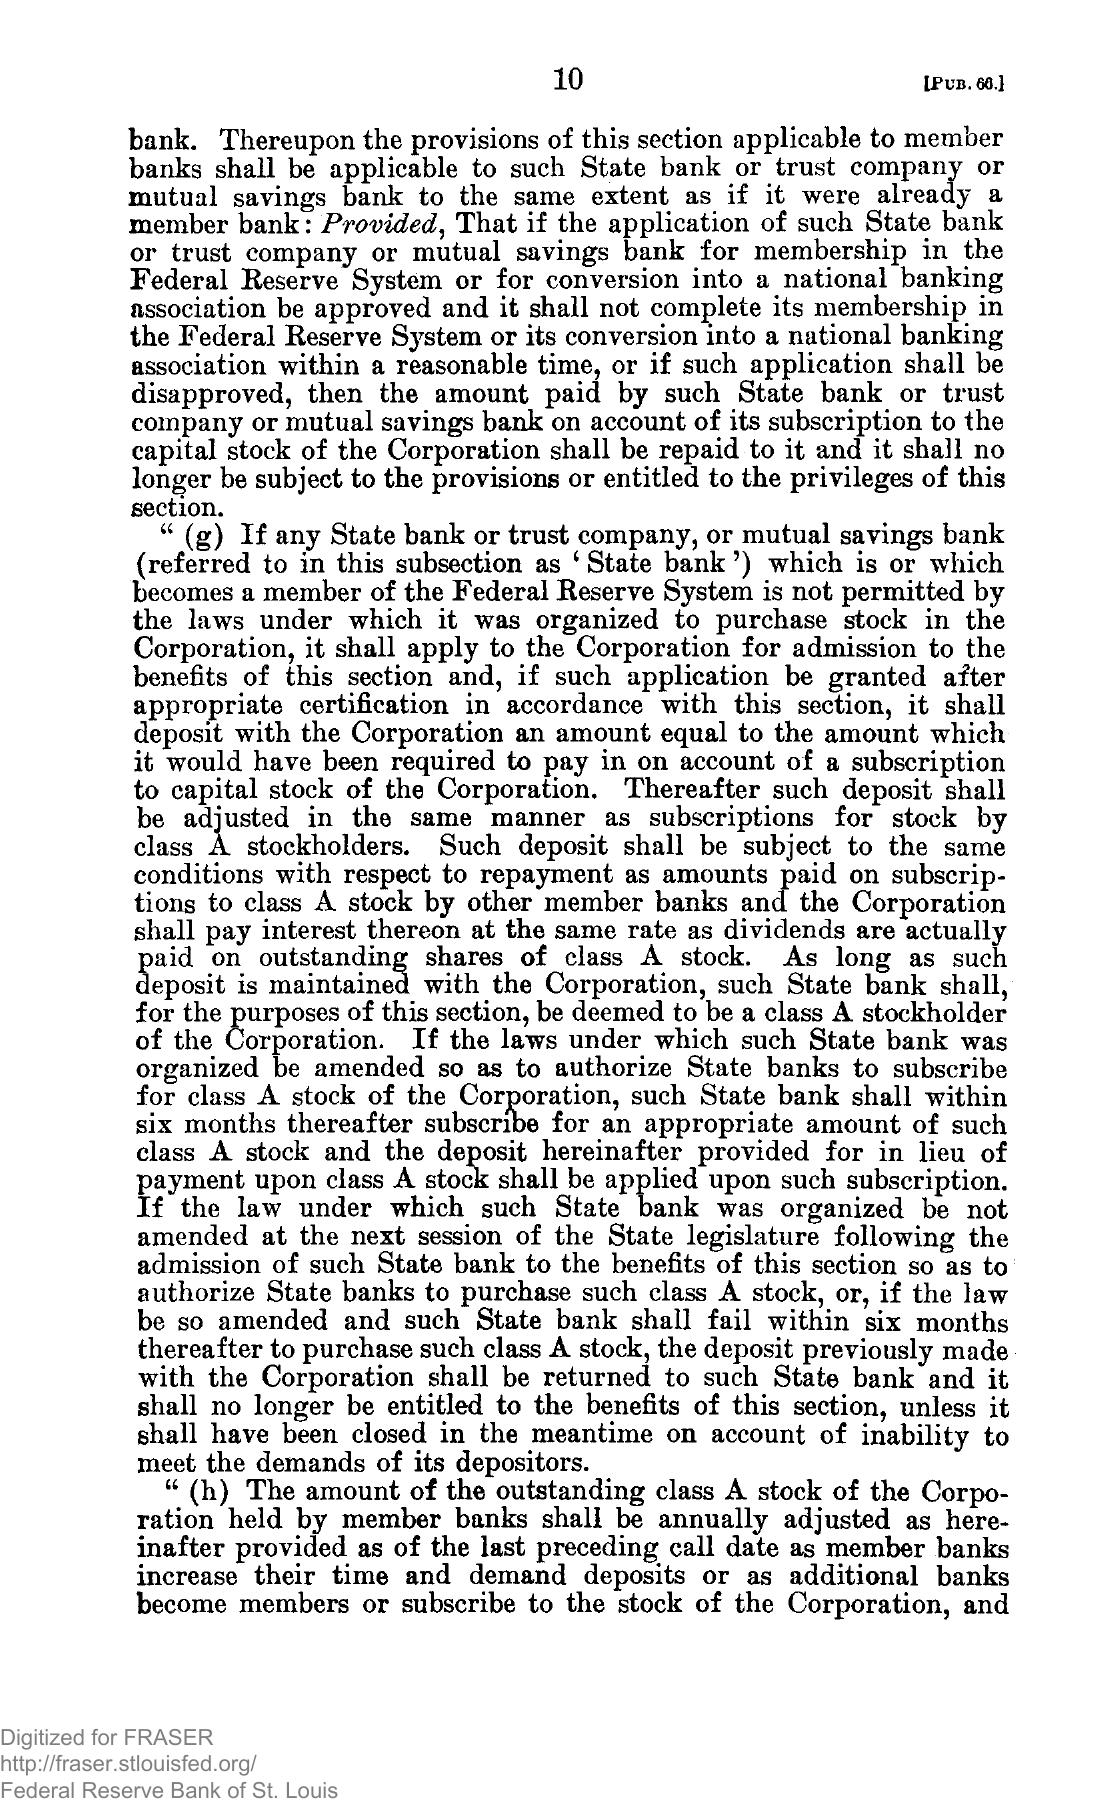 10
[PUB. 66.]
bank. Thereupon the provisions of this section applicable to member
banks shall be applicable to such State bank or trust company or
mutual savings bank to the same extent as if it were already a
member bank: Provided, That if the application of such State bank
or trust company or mutual savings bank for membership in the
Federal Reserve System or for conversion into a national banking
association be approved and it shall not complete its membership in
the Federal Reserve System or its conversion into a national banking
association within a reasonable time, or if such application shall be
disapproved, then the amount paid by such State bank or trust
company or mutual savings bank on account of its subscription to the
capital stock of the Corporation shall be repaid to it and it shall no
longer be subject to the provisions or entitled to the privileges of this
section.
“ (g) If any State bank or trust company, or mutual savings bank
(referred to in this subsection as ‘ State bank ’) which is or which
becomes a member of the Federal Reserve System is not permitted by
the laws under which it was organized to purchase stock in the
Corporation, it shall apply to the Corporation for admission to the
benefits of this section and, if such application be granted after
appropriate certification in accordance with this section, it shall
deposit with the Corporation an amount equal to the amount which
it would have been required to pay in on account of a subscription
to capital stock of the Corporation. Thereafter such deposit shall
be adjusted in the same manner as subscriptions for stock by
class A stockholders. Such deposit shall be subject to the same
conditions with respect to repayment as amounts paid on subscrip-
tions to class A stock by other member banks and the Corporation
shall pay interest thereon at the same rate as dividends are actually
paid on outstanding shares of class A stock. As long as such
deposit is maintained with the Corporation, such State bank shall,
for the purposes of this section, be deemed to be a class A stockholder
of the Corporation. If the laws under which such State bank was
organized be amended so as to authorize State banks to subscribe
for class A stock of the Corporation, such State bank shall within
six months thereafter subscribe for an appropriate amount of such
class A stock and the deposit hereinafter provided for in lieu of
payment upon class A stock shall be applied upon such subscription.
If the law under which such State bank was organized be not
amended at the next session of the State legislature following the
admission of such State bank to the benefits of this section so as to
authorize State banks to purchase such class A stock, or, if the law
be so amended and such State bank shall fail within six months
thereafter to purchase such class A stock, the deposit previously made
with the Corporation shall be returned to such State bank and it
shall no longer be entitled to the benefits of this section, unless it
shall have been closed in the meantime on account of inability to
meet the demands of its depositors.
“ (h) The amount of the outstanding class A stock of the Corpo-
ration held by member banks shall be annually adjusted as here-
inafter provided as of the last preceding call date as member banks
increase their time and demand deposits or as additional banks
become members or subscribe to the stock of the Corporation, and
Digitized for FRASER
http://fraser.stlouisfed.org/
Federal Reserve Bank of St. Louis